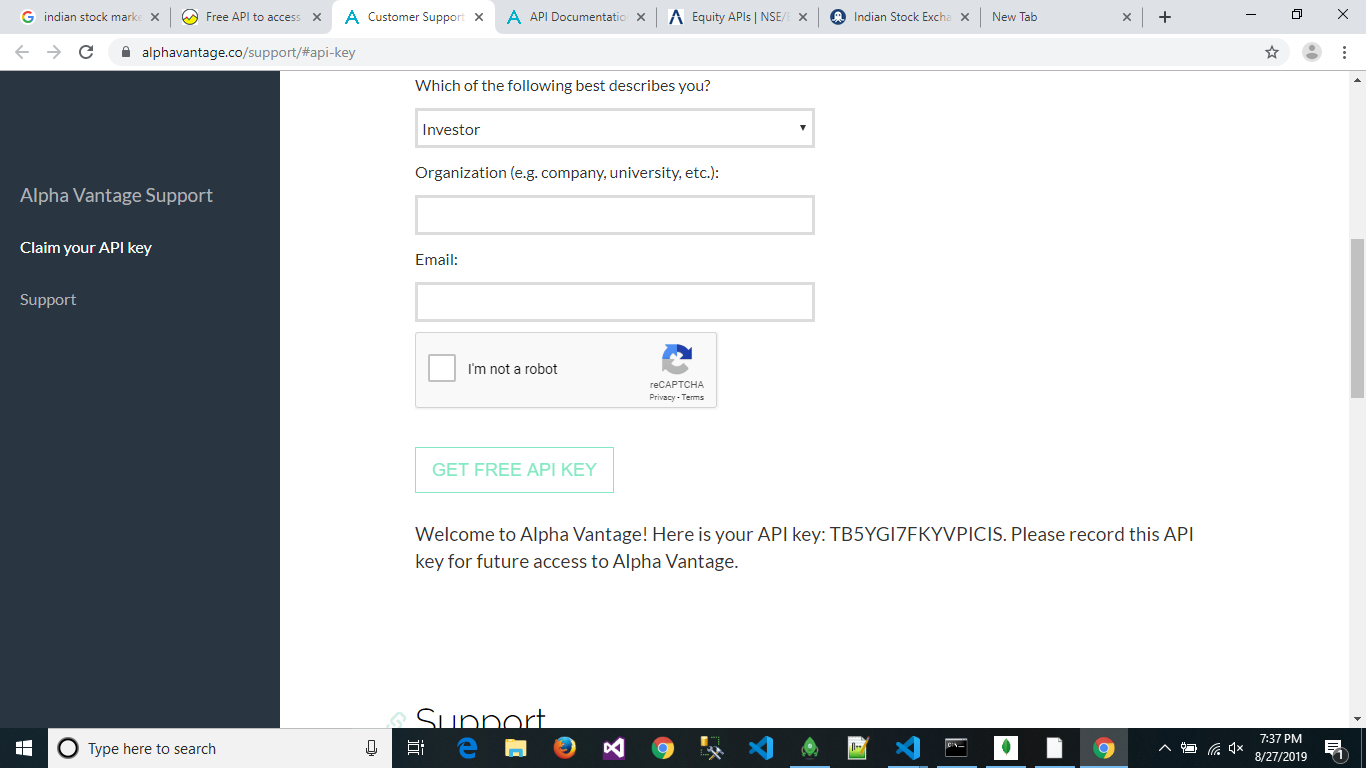 indian stock marke
Free API to access
Customer Support
API Documentatio
Equity APIs | NSE/B
Indian Stock Excha
New Tab
alphavantage.co/support/#api-key
Alpha Vantage Support
Claim your API key
Support
Which of the following best describes you?
Investor
Organization (e.g. company, university, etc.):
Email:
I'm not a robot
reCAPTCHA
Privacy - Terms
GET FREE API KEY
Welcome to Alpha Vantage! Here is your API key: TB5YGI7FKYVPICIS. Please record this API
key for future access to Alpha Vantage.
Support
Type here to search
7:37 PM
8/27/2019
1